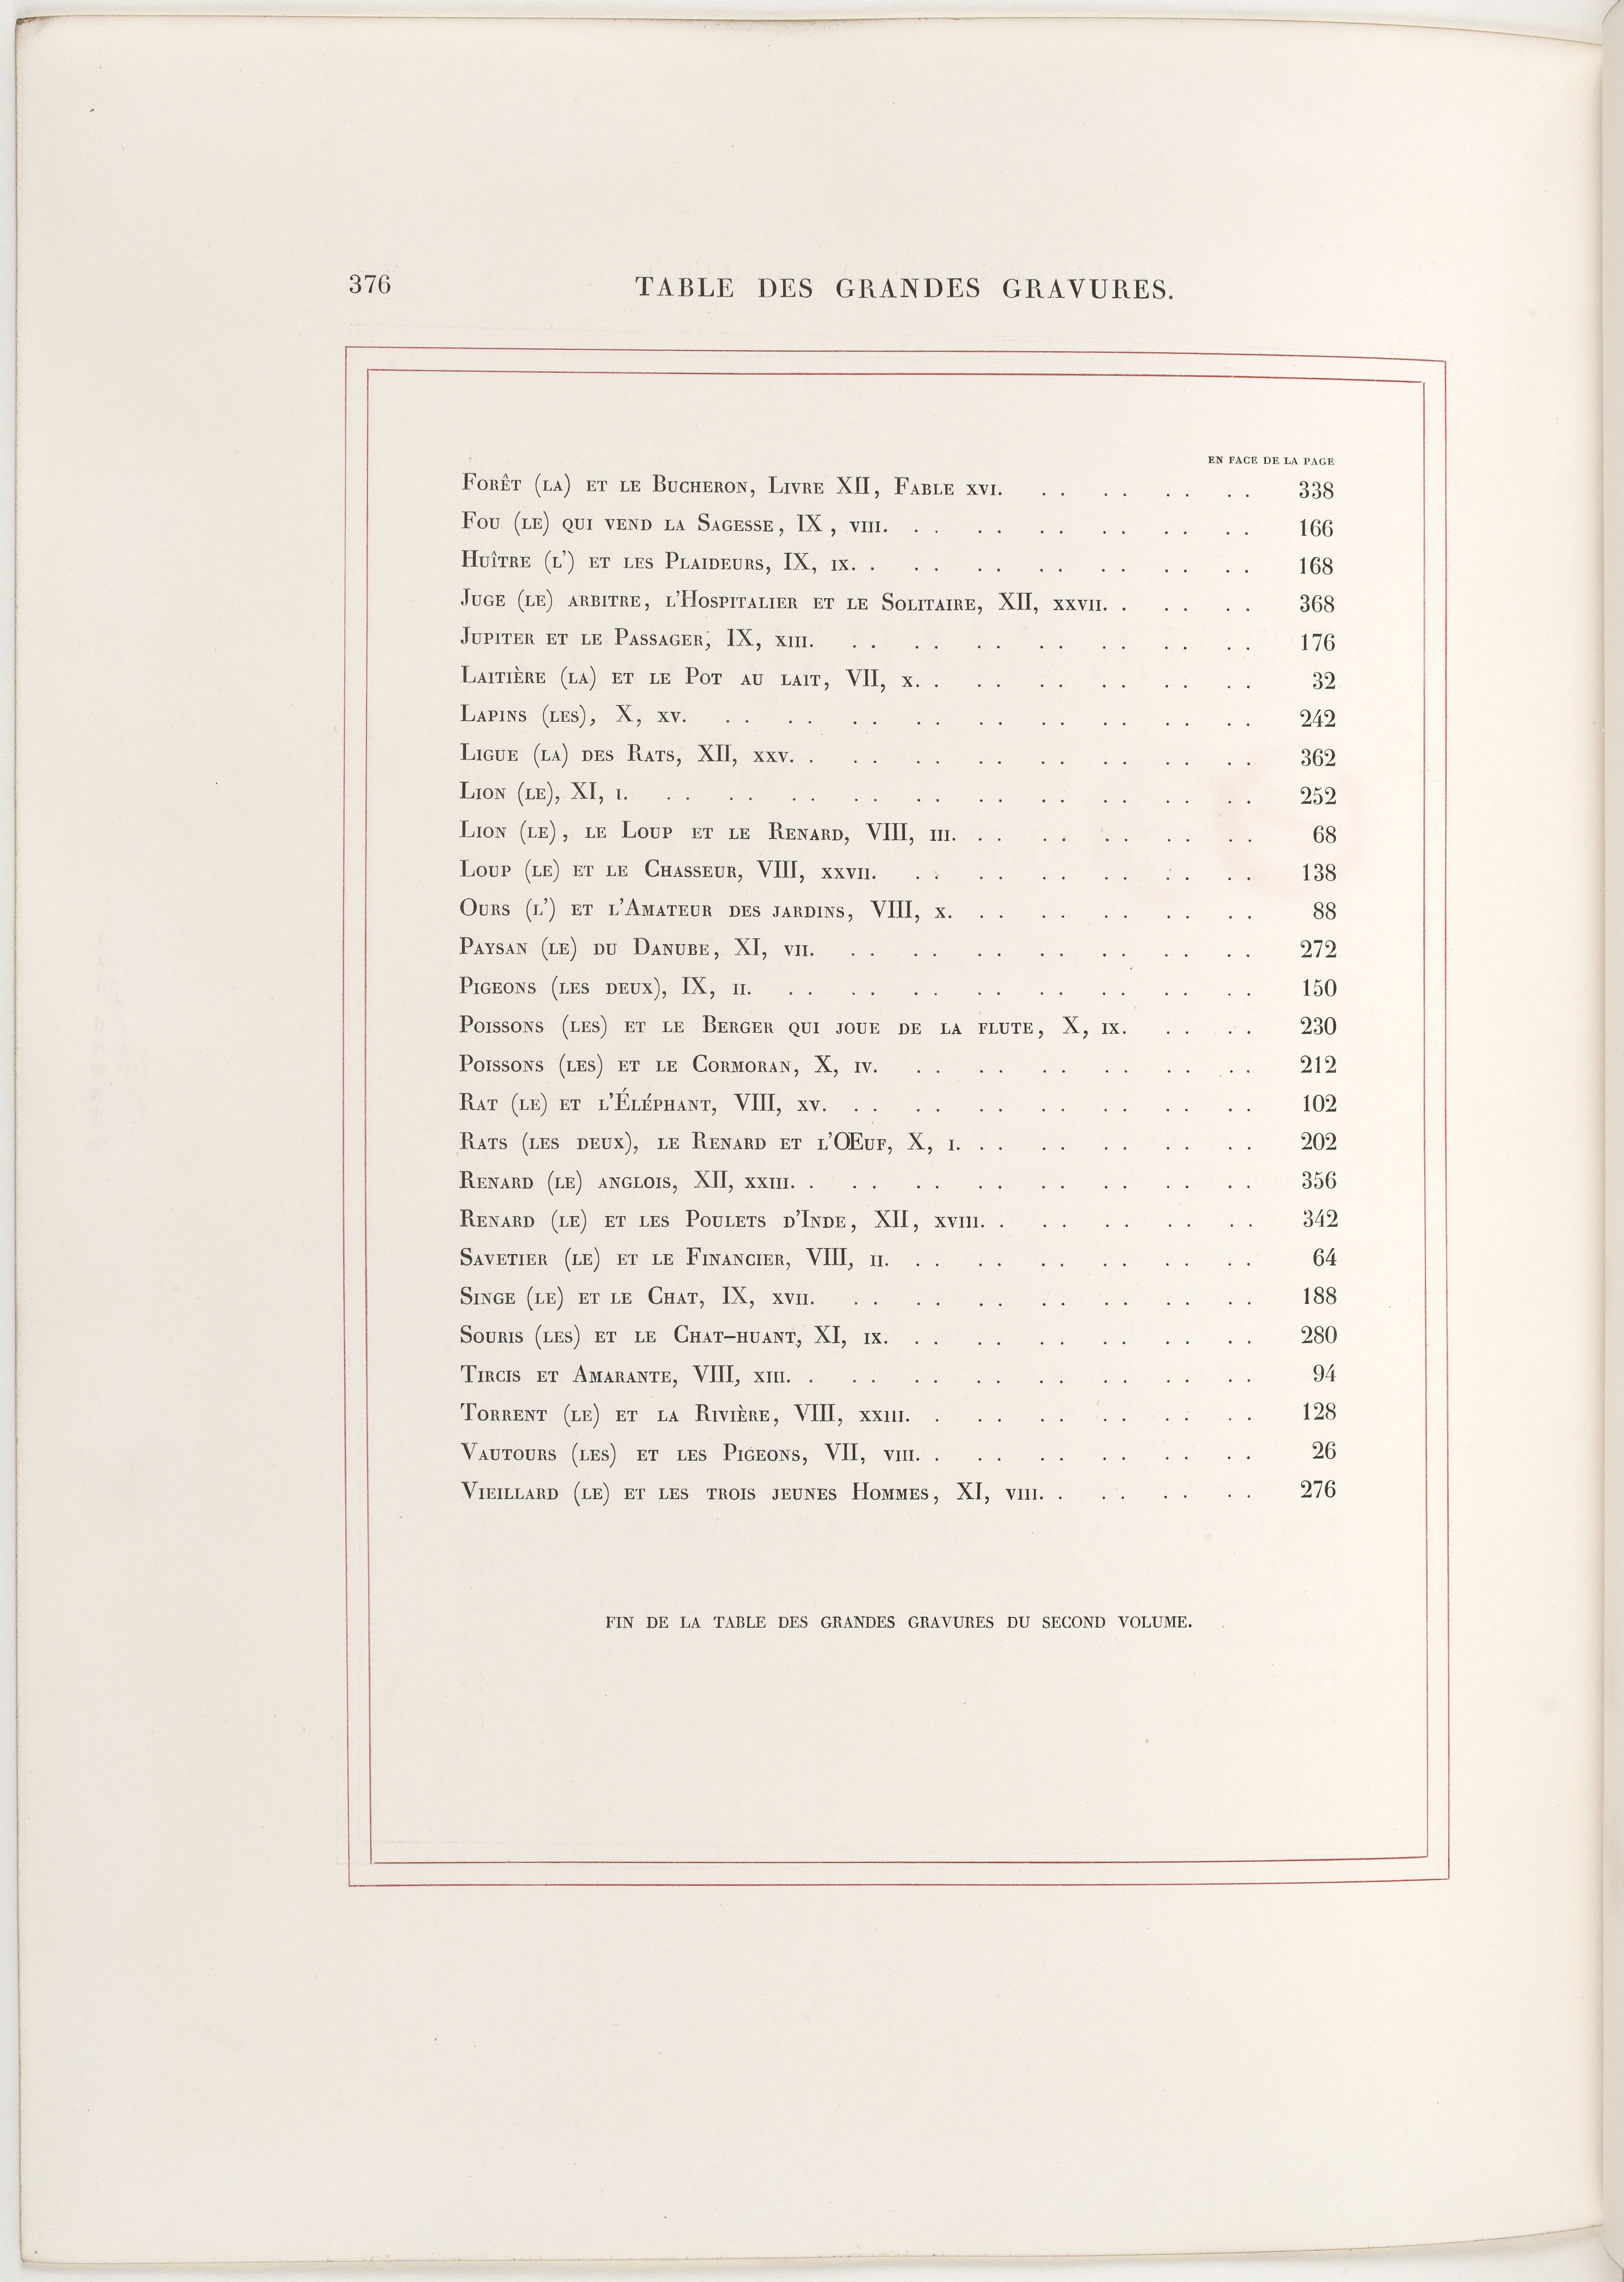 376
TABLE DES GRANDES GRAVURES.
EN FACE DE LA PAGE
Forêt (la) et le Bucheron, Livre XII, Fable xvi. . . . . . . . . 338
Fou (le) qui vend la Sagesse, IX, viii. . . . . . . . . . . . . 166
Huître (l') et les Plaideurs, IX, ix. . . . . . . . . . . . . . 168
Juge (le) arbitre, l'Hospitalier et le Solitaire, XII, xxvii. . . . . . 368
Jupiter et le Passager, IX, xiii. . . . . . . . . . . . . . . 176
Laitière (la) et le Pot au lait, VII, x. . . . . . . . . . . . 32
Lapins (les), X, xv. . . . . . . . . . . . . . . . . . . 242
Ligue (la) des Rats, XII, xxv. . . . . . . . . . . . . . . . 362
Lion (le), XI, i. . . . . . . . . . . . . . . . . . . . . 252
Lion (le), le Loup et le Renard, VIII, iii. . . . . . . . . . . 68
Loup (le) et le Chasseur, VIII, xxvii. . . . . . . . . . . . . 138
Ours (l') et l'Amateur des jardins, VIII, x. . . . . . . . . . . 88
Paysan (le) du Danube, XI, vii. . . . . . . . . . . . . . . 272
Pigeons (les deux), IX, ii. . . . . . . . . . . . . . . . . 150
Poissons (les) et le Berger qui joue de la flute, X, ix. . . . . 230
Poissons (les) et le Cormoran, X, iv. . . . . . . . . . . . . 212
Rat (le) et l'Éléphant, VIII, xv. . . . . . . . . . . . . . . 102
Rats (les deux), le Renard et l'Œuf, X, i. . . . . . . . . . . 202
Renard (le) anglois, XII, xxiii. . . . . . . . . . . . . . . . 356
Renard (le) et les Poulets d'Inde, XII, xviii. . . . . . . . . . 342
Savetier (le) et le Financier, VIII, ii. . . . . . . . . . . . . 64
Singe (le) et le Chat, IX, xvii. . . . . . . . . . . . . . . 188
Souris (les) et le Chat-huant, XI, ix. . . . . . . . . . . . . 280
Tircis et Amarante, VIII, xiii. . . . . . . . . . . . . . . . 94
Torrent (le) et la Rivière, VIII, xxiii. . . . . . . . . . . . 128
Vautours (les) et les Pigeons, VII, viii. . . . . . . . . . . . 26
Vieillard (le) et les trois jeunes Hommes, XI, viii. . . . . . . . 276
FIN DE LA TABLE DES GRANDES GRAVURES DU SECOND VOLUME.